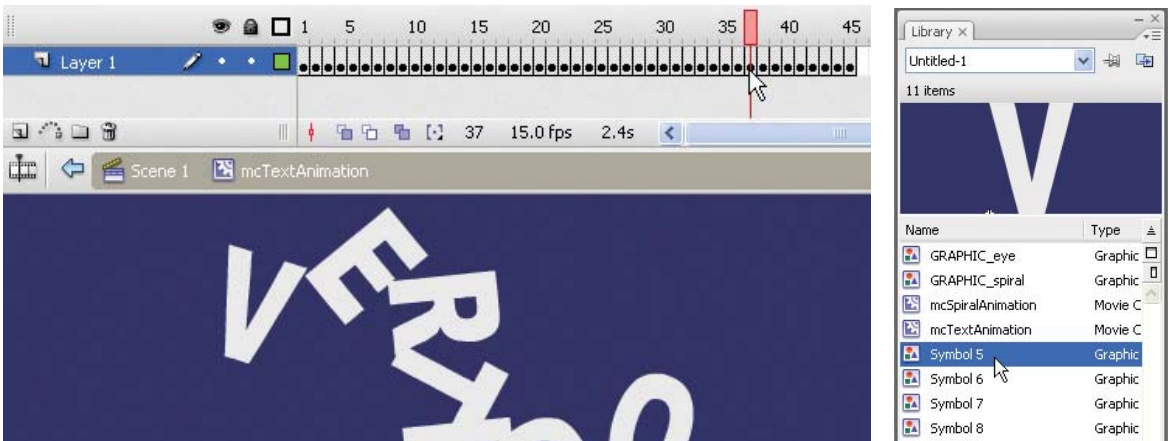 1 5 10 15 20 25 30 35 40 45
Layer 1
37 15.0 fps 2.4s
Scene 1 mcTextAnimation
V
E
R
T
O
Library ×
Untitled-1
11 items
V
Name Type
GRAPHIC_eye Graphic
GRAPHIC_spiral Graphic
mcSpiralAnimation Movie C
mcTextAnimation Movie C
Symbol 5 Graphic
Symbol 6 Graphic
Symbol 7 Graphic
Symbol 8 Graphic